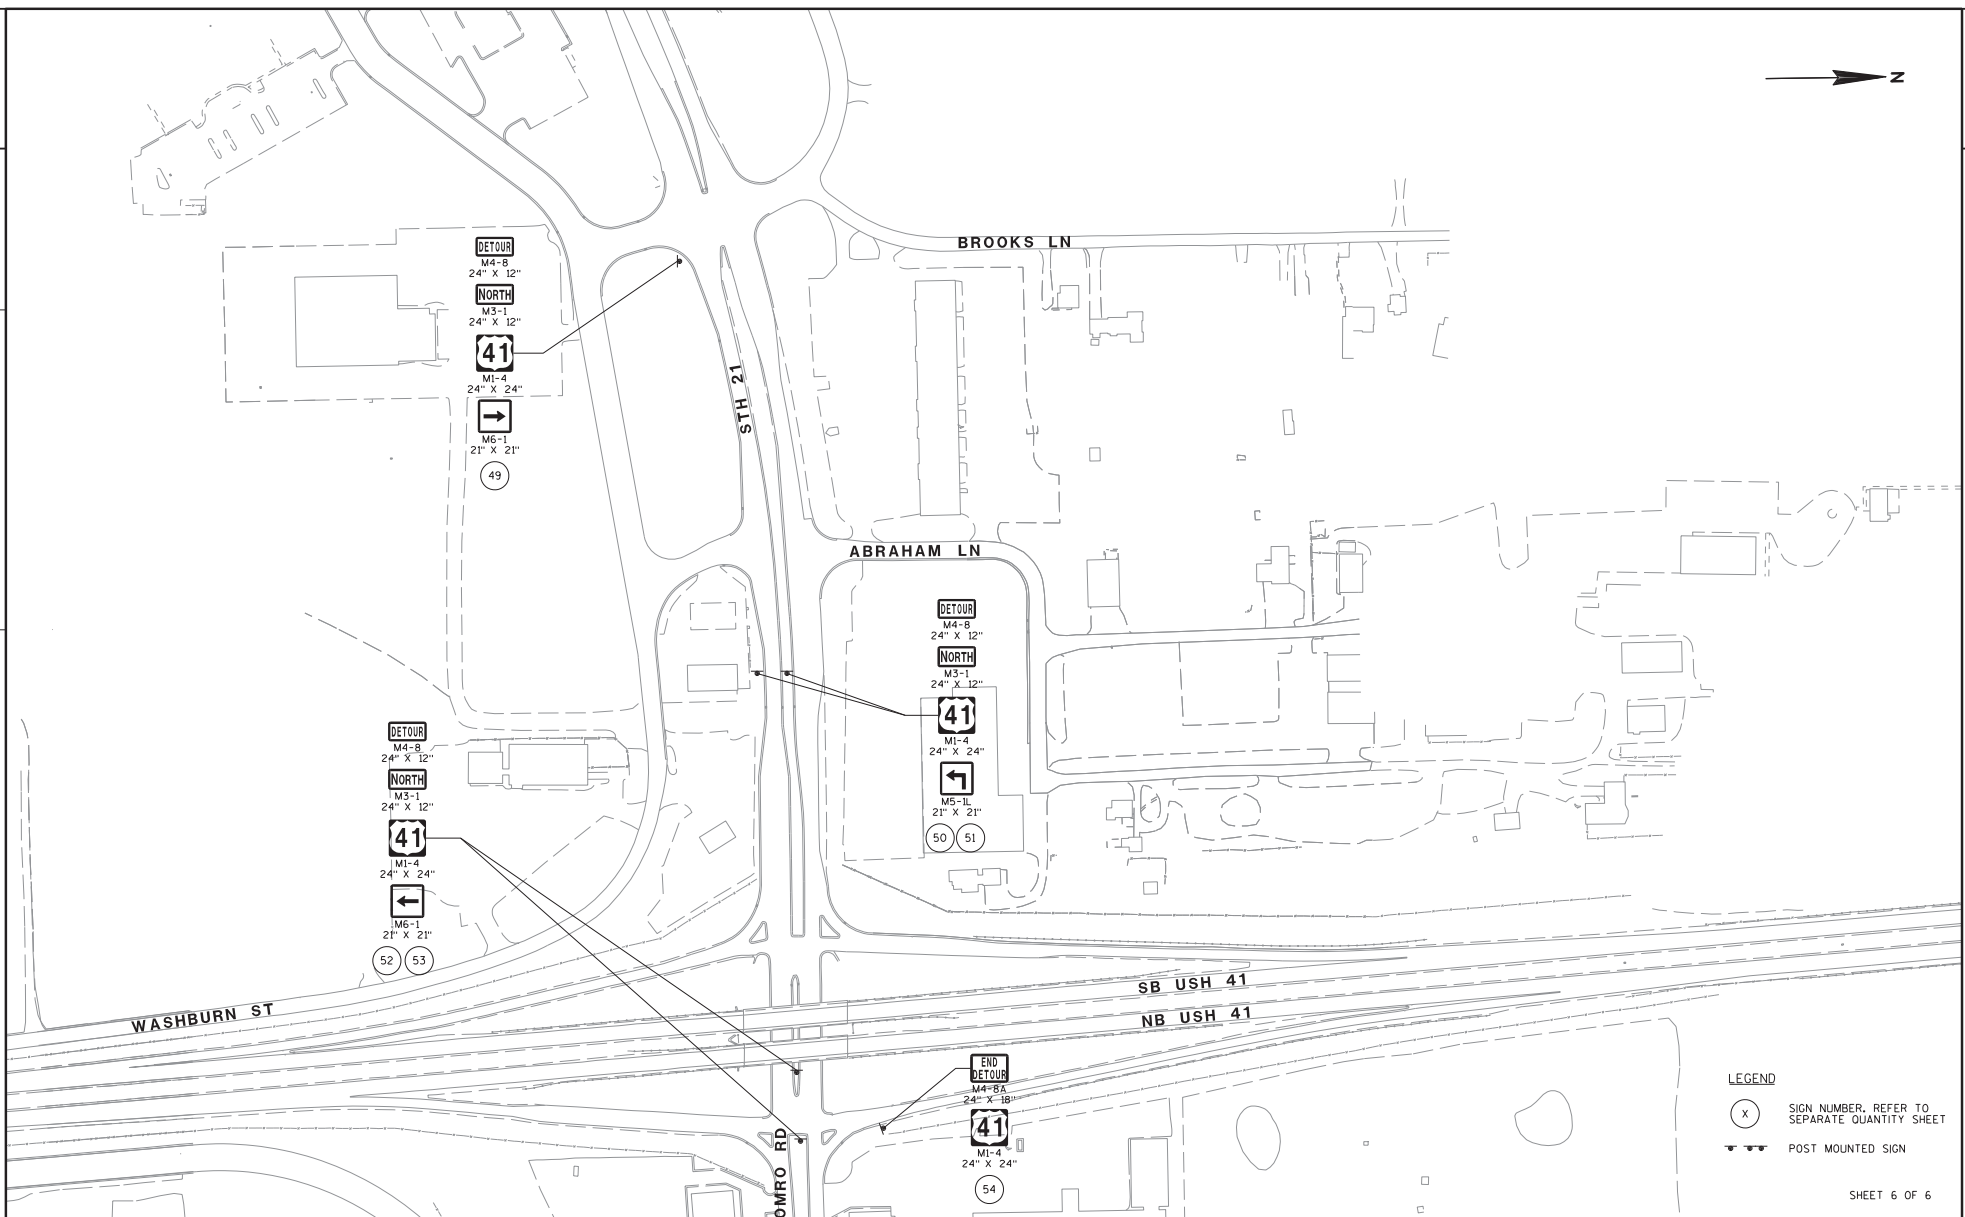 N
BROOKS LN
DETOUR
M4-8
24" X 12"
NORTH
M3-1
24" X 12"
41
M1-4
24" X 24"
M6-1
21" X 21"
49
STH 21
ABRAHAM LN
DETOUR
M4-8
24" X 12"
NORTH
M3-1
24" X 12"
41
M1-4
24" X 24"
M5-1L
21" X 21"
50 51
DETOUR
M4-8
24" X 12"
NORTH
M3-1
24" X 12"
41
M1-4
24" X 24"
M6-1
21" X 21"
52 53
WASHBURN ST
SB USH 41
NB USH 41
END
DETOUR
M4-8A
24" X 18"
41
M1-4
24" X 24"
54
OMRO RD
LEGEND
X
SIGN NUMBER, REFER TO
SEPARATE QUANTITY SHEET
POST MOUNTED SIGN
SHEET 6 OF 6